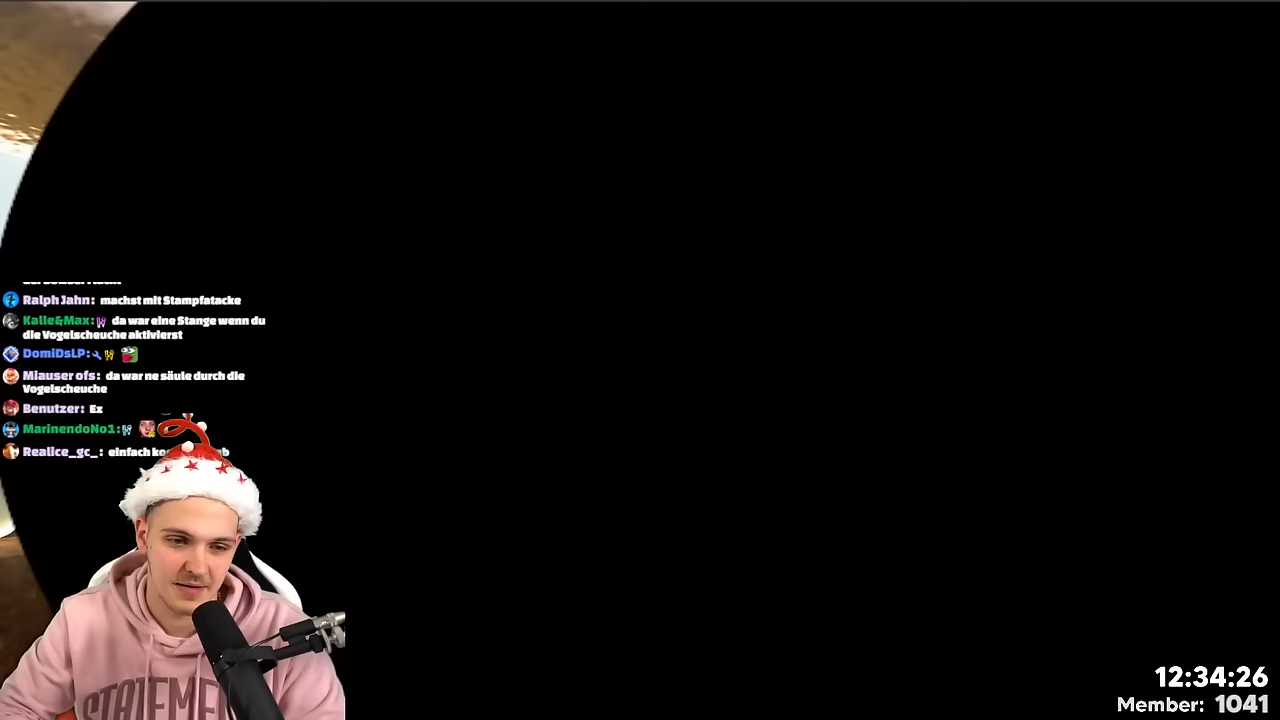 Ralph Jahn: machst mit Stampfatacke
Kalle&Max: da war eine Stange wenn du
die Vogelscheuche aktivierst
DomiDsLP:
Miauser ofs: da war ne säule durch die
Vogelscheuche
Benutzer: Ez
MarinendoNo1:
Realice_gc_: einfach
12:34:26
Member: 1041